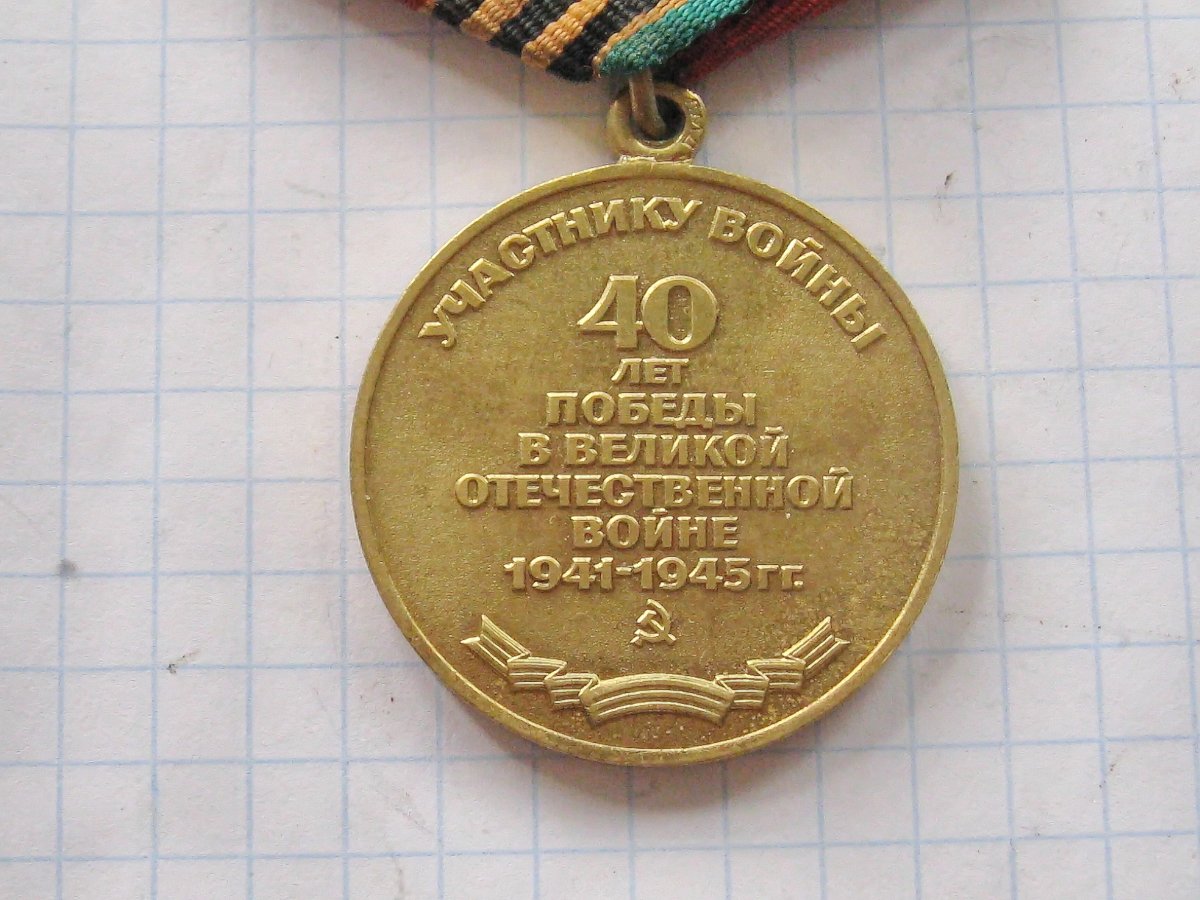 УЧАСТНИКУ ВОЙНЫ
40
ЛЕТ
ПОБЕДЫ
В ВЕЛИКОЙ
ОТЕЧЕСТВЕННОЙ
ВОЙНЕ
1941-1945 ГГ.